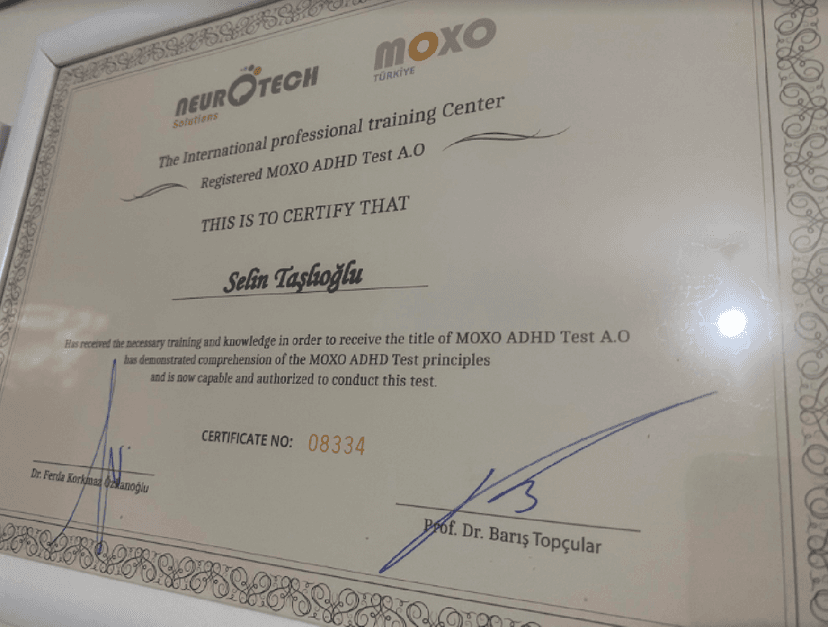 NEUROTECH
Solutions
MOXO
TÜRKİYE
The International professional training Center
Registered MOXO ADHD Test A.O
THIS IS TO CERTIFY THAT
Selin Taşlıoğlu
Has received the necessary training and knowledge in order to receive the title of MOXO ADHD Test A.O
has demonstrated comprehension of the MOXO ADHD Test principles
and is now capable and authorized to conduct this test.
CERTIFICATE NO: 08334
Dr. Ferda Korkmaz Özkanoğlu
Prof. Dr. Barış Topçular